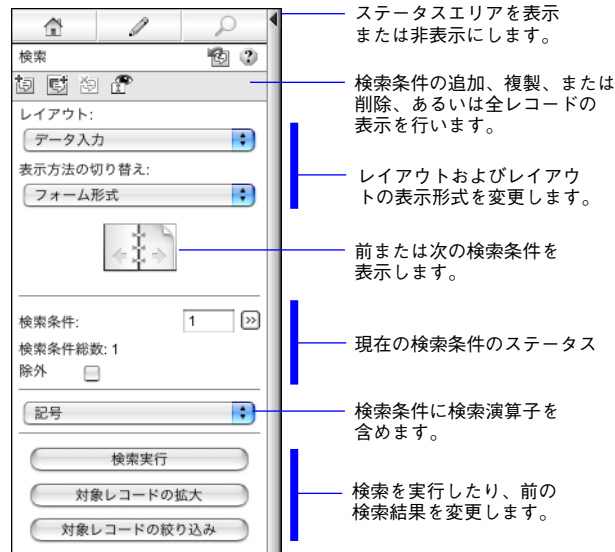 ステータスエリアを表示
または非表示にします。
検索
検索条件の追加、複製、または
削除、あるいは全レコードの
表示を行います。
レイアウト:
データ入力
表示方法の切り替え:
フォーム形式
レイアウトおよびレイアウ
トの表示形式を変更します。
前または次の検索条件を
表示します。
検索条件:
1
検索条件総数: 1
除外
現在の検索条件のステータス
記号
検索条件に検索演算子を
含めます。
検索実行
対象レコードの拡大
対象レコードの絞り込み
検索を実行したり、前の
検索結果を変更します。